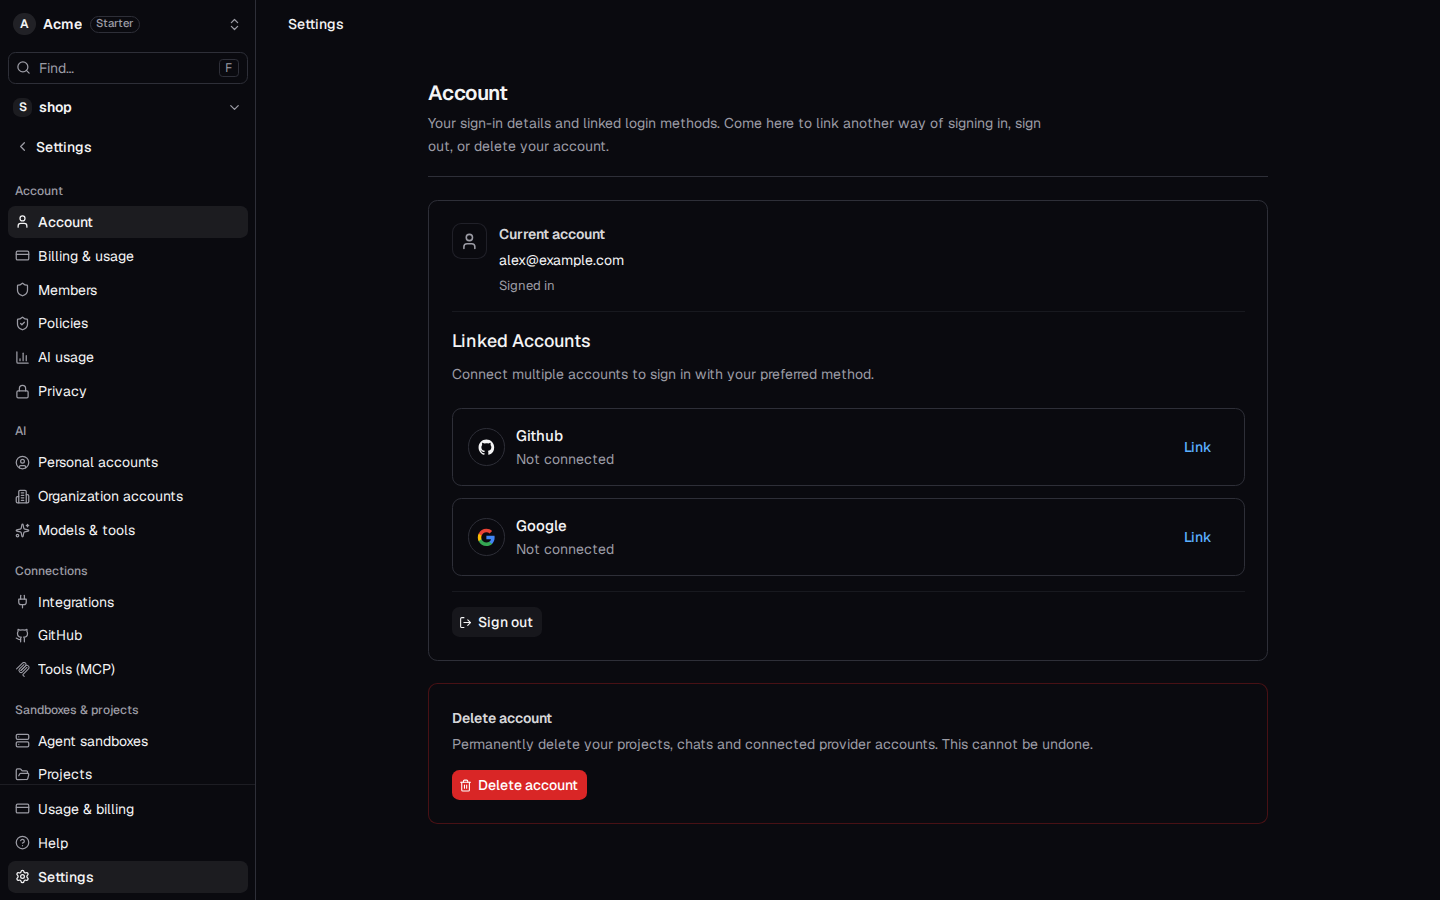 A Acme Starter
Find... F
S shop
Settings
Account
Account
Billing & usage
Members
Policies
AI usage
Privacy
AI
Personal accounts
Organization accounts
Models & tools
Connections
Integrations
GitHub
Tools (MCP)
Sandboxes & projects
Agent sandboxes
Projects
Usage & billing
Help
Settings
Settings
Account
Your sign-in details and linked login methods. Come here to link another way of signing in, sign
out, or delete your account.
Current account
alex@example.com
Signed in
Linked Accounts
Connect multiple accounts to sign in with your preferred method.
Github
Not connected
Link
Google
Not connected
Link
Sign out
Delete account
Permanently delete your projects, chats and connected provider accounts. This cannot be undone.
Delete account